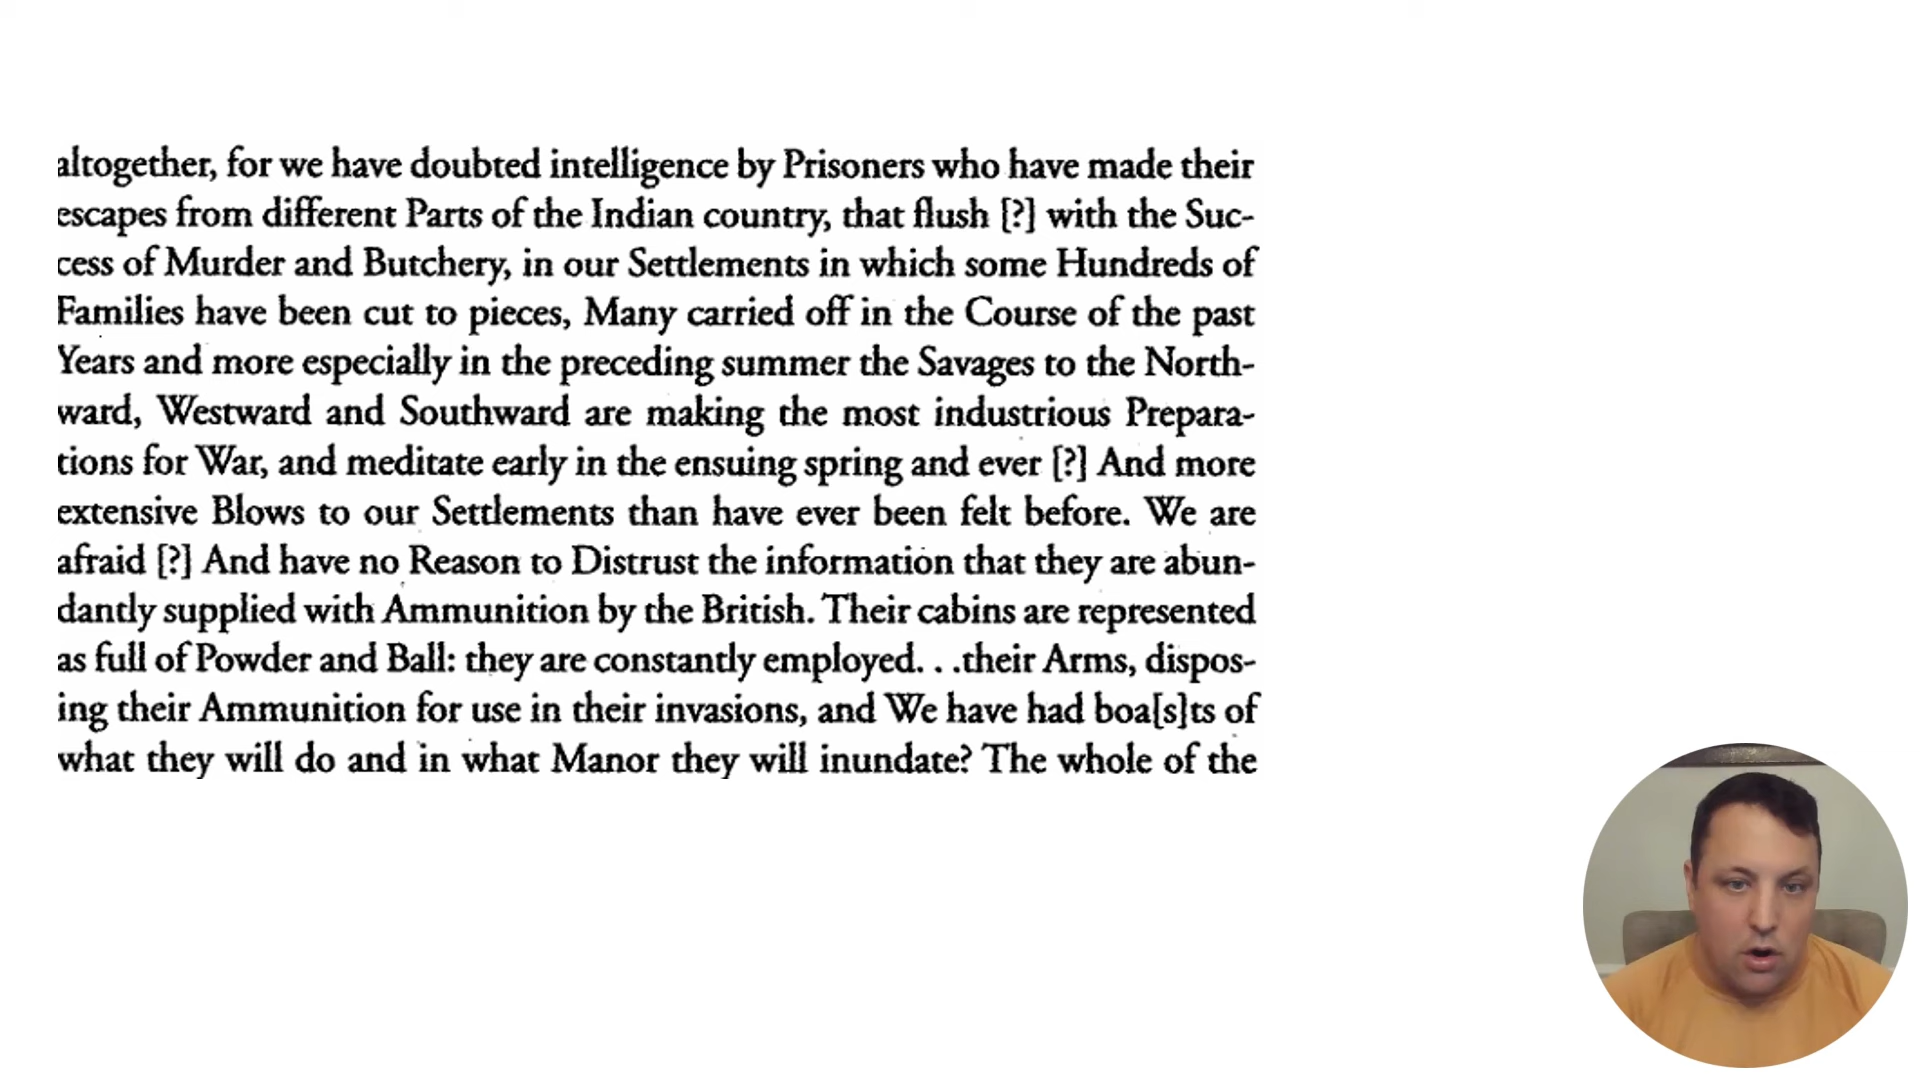 altogether, for we have doubted intelligence by Prisoners who have made their
escapes from different Parts of the Indian country, that flush [?] with the Suc-
cess of Murder and Butchery, in our Settlements in which some Hundreds of
Families have been cut to pieces, Many carried off in the Course of the past
Years and more especially in the preceding summer the Savages to the North-
ward, Westward and Southward are making the most industrious Prepara-
tions for War, and meditate early in the ensuing spring and ever [?] And more
extensive Blows to our Settlements than have ever been felt before. We are
afraid [?] And have no Reason to Distrust the information that they are abun-
dantly supplied with Ammunition by the British. Their cabins are represented
as full of Powder and Ball: they are constantly employed. . .their Arms, dispos-
ing their Ammunition for use in their invasions, and We have had boa[s]ts of
what they will do and in what Manor they will inundate? The whole of the